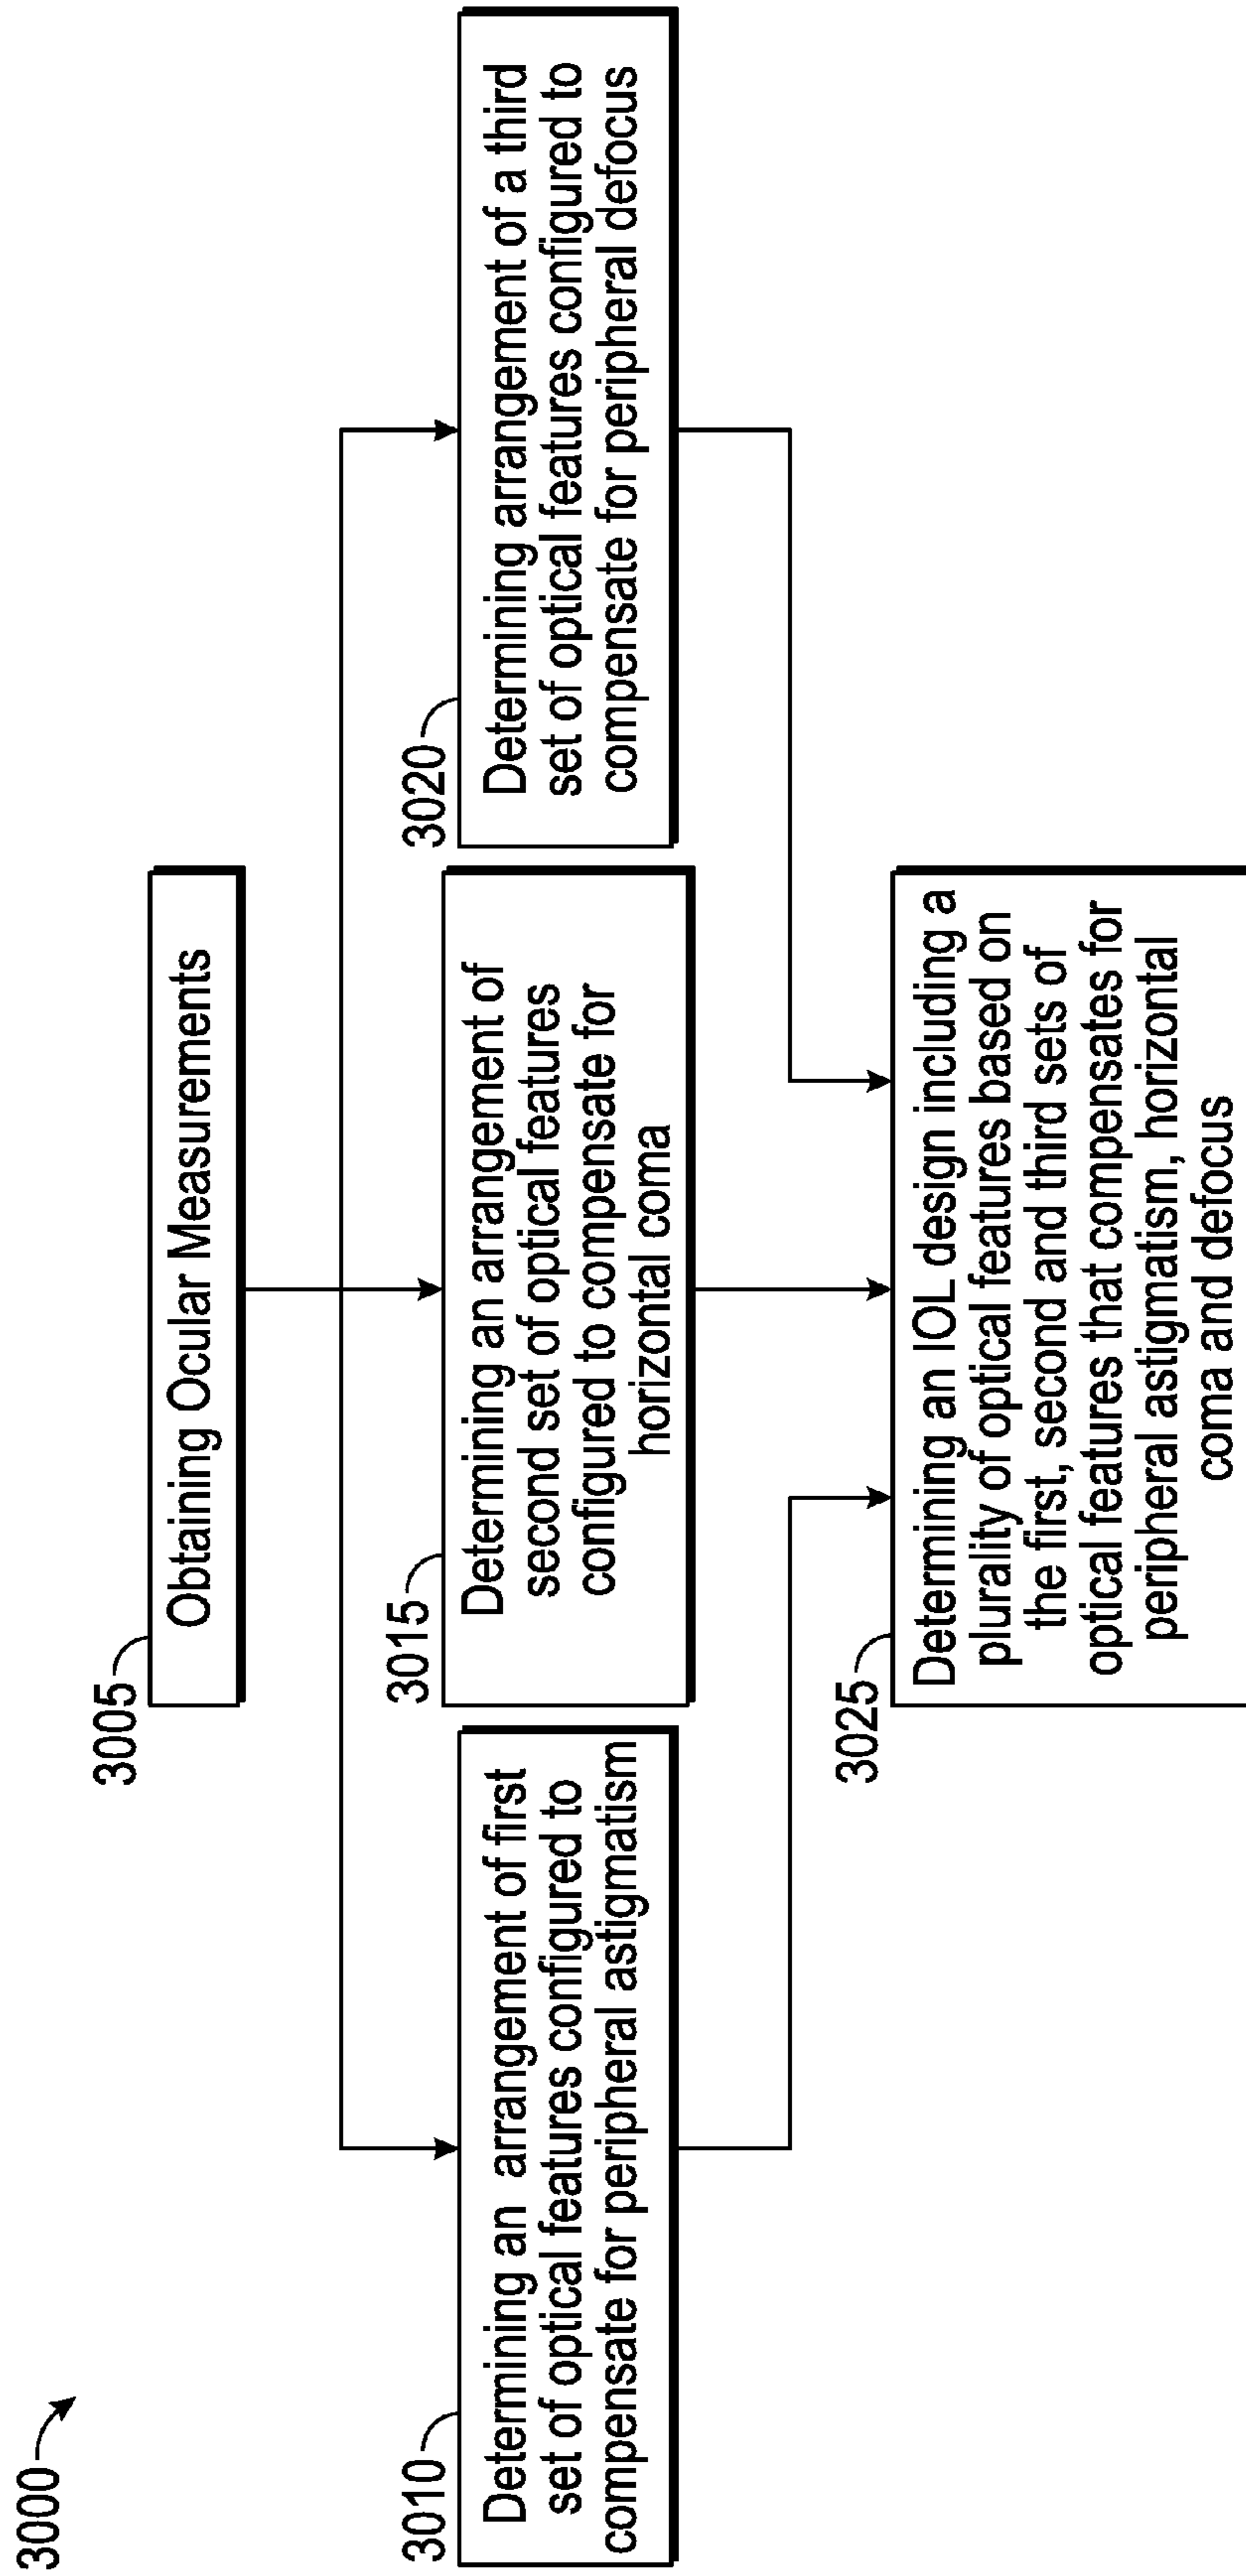 3000
3005
Obtaining Ocular Measurements
3010
Determining an arrangement of first
set of optical features configured to
compensate for peripheral astigmatism
3015
Determining an arrangement of
second set of optical features
configured to compensate for
horizontal coma
3020
Determining arrangement of a third
set of optical features configured to
compensate for peripheral defocus
3025
Determining an IOL design including a
plurality of optical features based on
the first, second and third sets of
optical features that compensates for
peripheral astigmatism, horizontal
coma and defocus